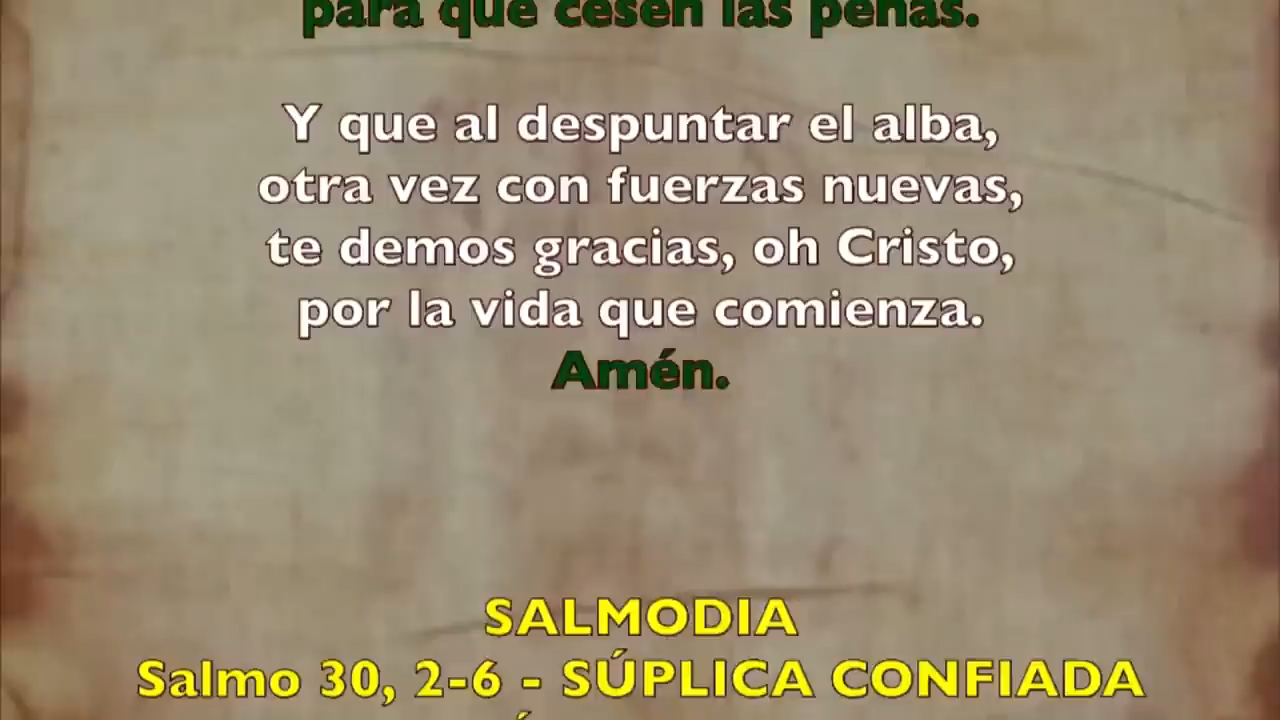 para que cesen las penas.
Y que al despuntar el alba,
otra vez con fuerzas nuevas,
te demos gracias, oh Cristo,
por la vida que comienza.
Amén.
SALMODIA
Salmo 30, 2-6 - SÚPLICA CONFIADA